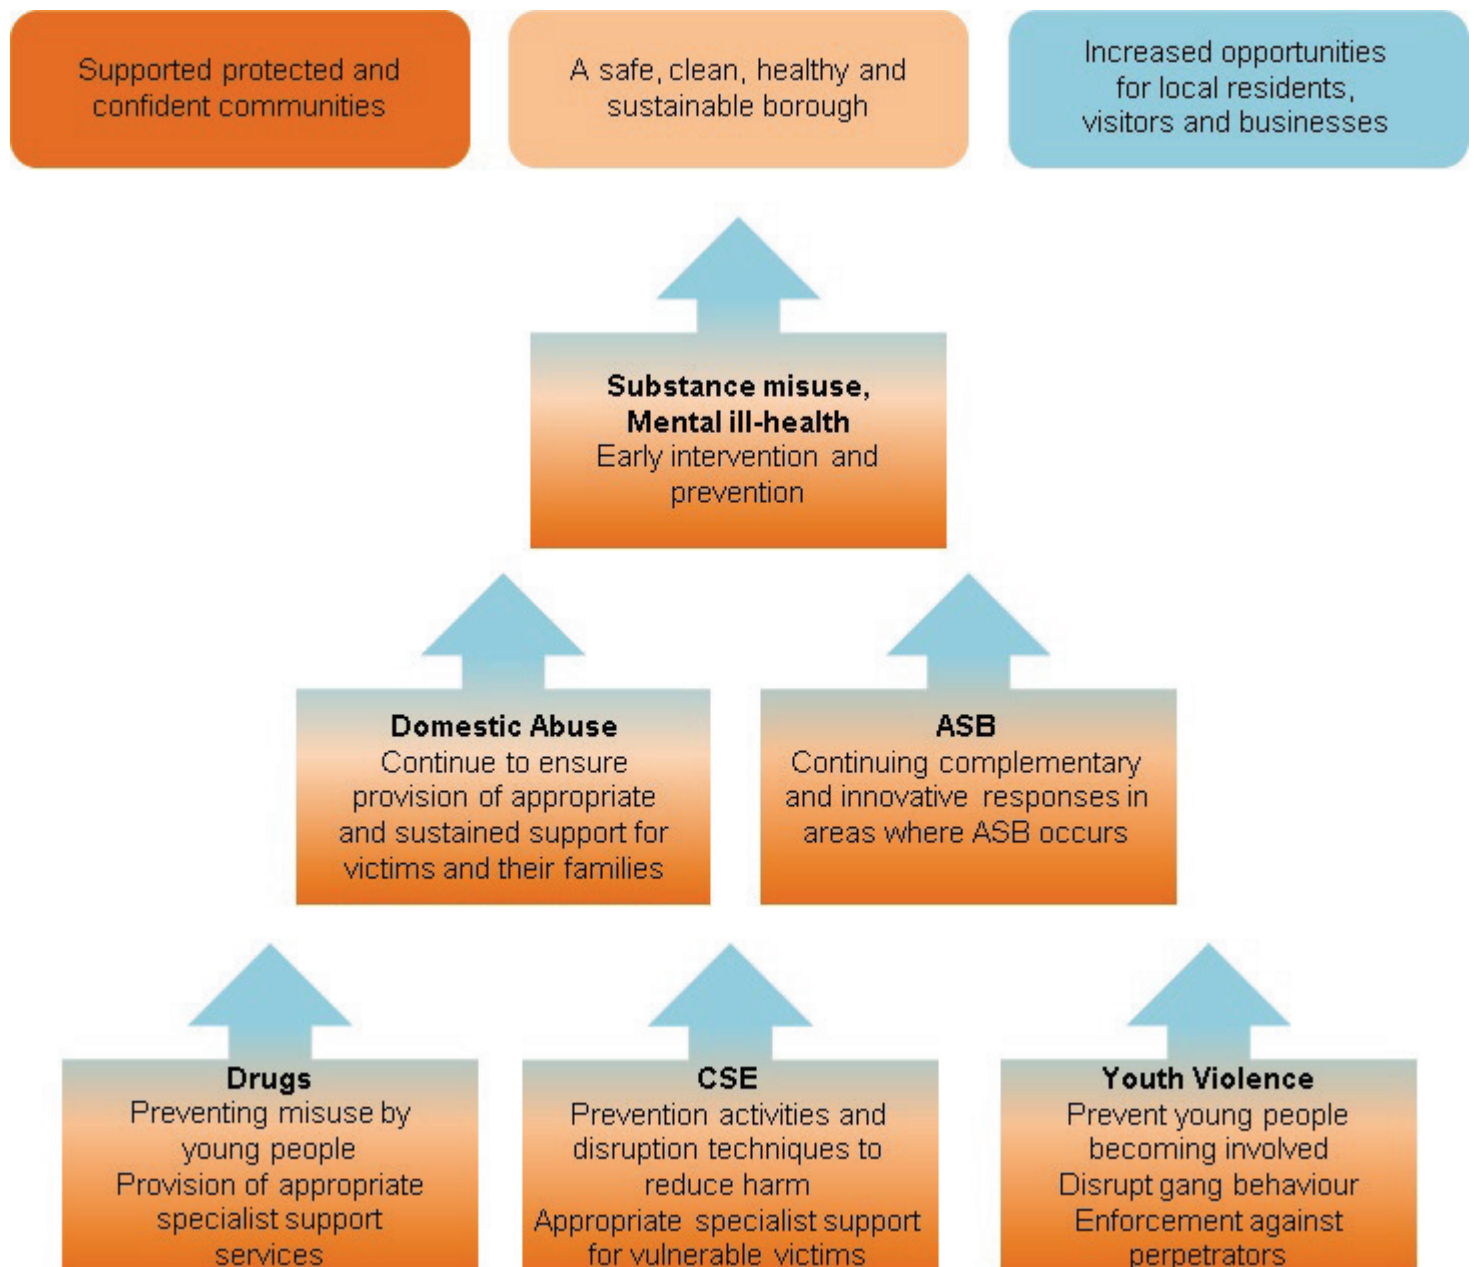 Supported protected and
confident communities
A safe, clean, healthy and
sustainable borough
Increased opportunities
for local residents,
visitors and businesses
Substance misuse,
Mental ill-health
Early intervention and
prevention
Domestic Abuse
Continue to ensure
provision of appropriate
and sustained support for
victims and their families
ASB
Continuing complementary
and innovative responses in
areas where ASB occurs
Drugs
Preventing misuse by
young people
Provision of appropriate
specialist support
services
CSE
Prevention activities and
disruption techniques to
reduce harm
Appropriate specialist support
for vulnerable victims
Youth Violence
Prevent young people
becoming involved
Disrupt gang behaviour
Enforcement against
perpetrators